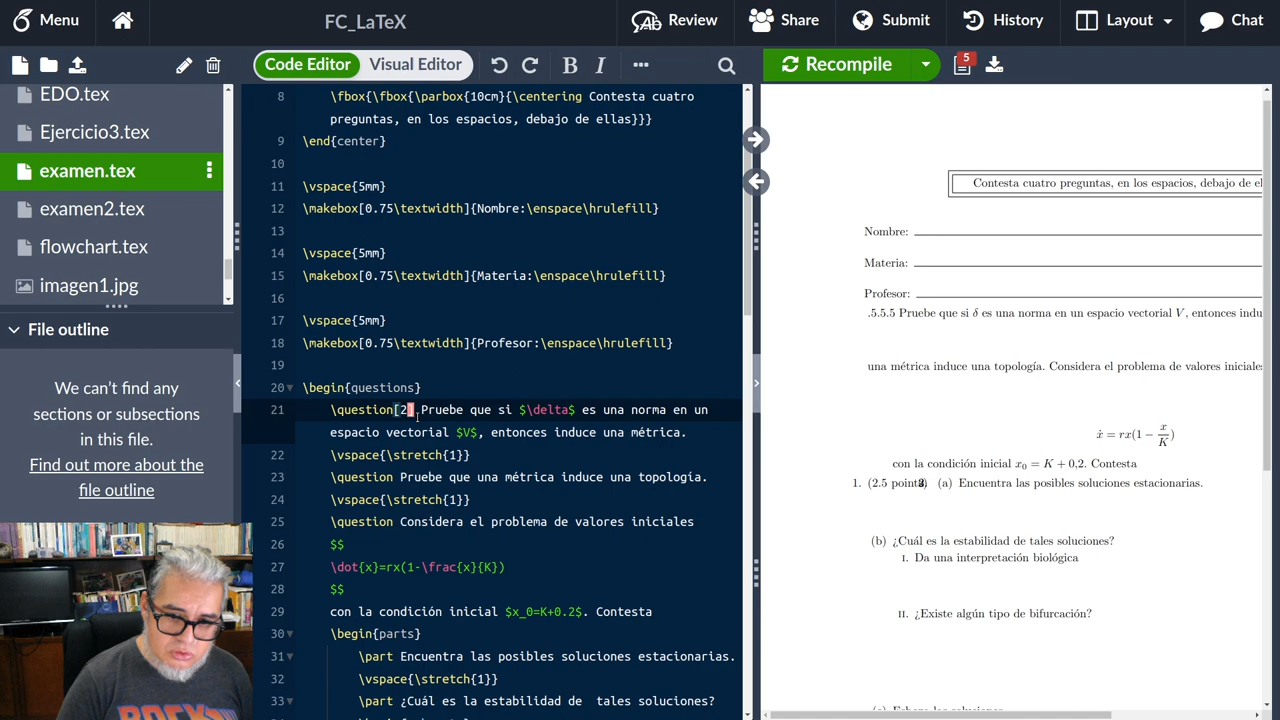 Menu
FC_LaTeX
Review
Share
Submit
History
Layout
Chat
Code Editor
Visual Editor
Recompile
5
EDO.tex
Ejercicio3.tex
examen.tex
examen2.tex
flowchart.tex
imagen1.jpg
File outline
We can't find any
sections or subsections
in this file.
Find out more about the
file outline
8 \fbox{\fbox{\parbox{10cm}{\centering Contesta cuatro
preguntas, en los espacios, debajo de ellas}}}
9 \end{center}
10
11 \vspace{5mm}
12 \makebox[0.75\textwidth]{Nombre:\enspace\hrulefill}
13
14 \vspace{5mm}
15 \makebox[0.75\textwidth]{Materia:\enspace\hrulefill}
16
17 \vspace{5mm}
18 \makebox[0.75\textwidth]{Profesor:\enspace\hrulefill}
19
20 \begin{questions}
21 \question[2] Pruebe que si $\delta$ es una norma en un
espacio vectorial $V$, entonces induce una métrica.
22 \vspace{\stretch{1}}
23 \question Pruebe que una métrica induce una topología.
24 \vspace{\stretch{1}}
25 \question Considera el problema de valores iniciales
26 $$
27 \dot{x}=rx(1-\frac{x}{K})
28 $$
29 con la condición inicial $x_0=K+0.2$. Contesta
30 \begin{parts}
31 \part Encuentra las posibles soluciones estacionarias.
32 \vspace{\stretch{1}}
33 \part ¿Cuál es la estabilidad de tales soluciones?
Contesta cuatro preguntas, en los espacios, debajo de el
Nombre:
Materia:
Profesor:
.5.5.5 Pruebe que si δ es una norma en un espacio vectorial V, entonces indu
una métrica induce una topología. Considera el problema de valores iniciale
ẋ = rx(1 − x/K)
con la condición inicial x₀ = K + 0,2. Contesta
1. (2.5 points) (a) Encuentra las posibles soluciones estacionarias.
(b) ¿Cuál es la estabilidad de tales soluciones?
I. Da una interpretación biológica
II. ¿Existe algún tipo de bifurcación?
ROCK